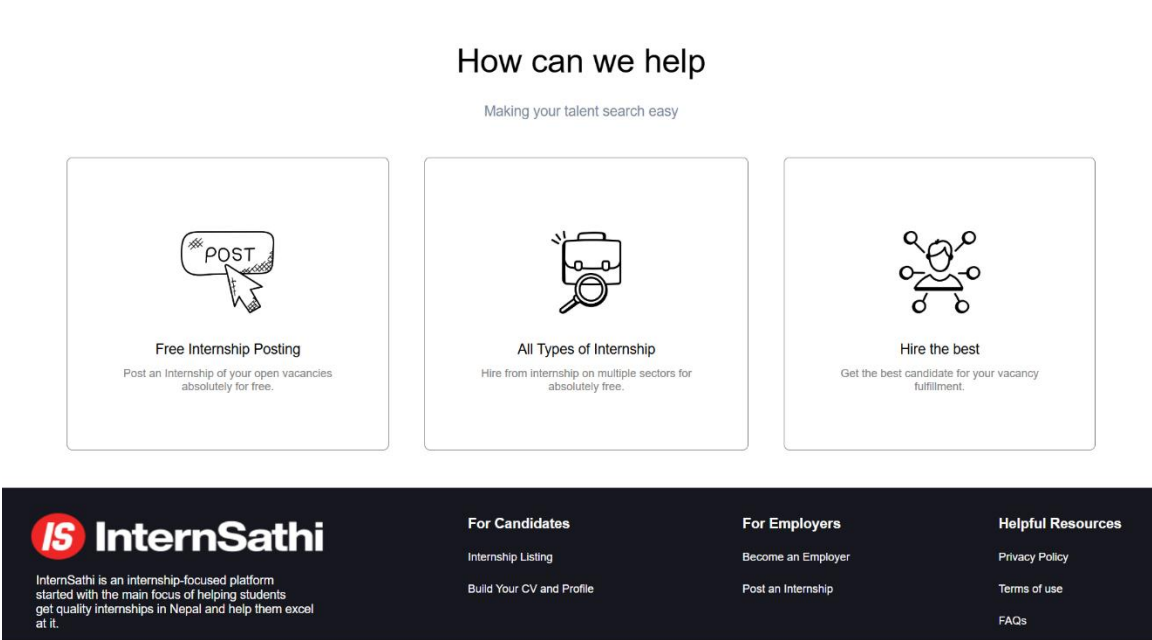 How can we help
Making your talent search easy
POST
Free Internship Posting
Post an Internship of your open vacancies
absolutely for free.
All Types of Internship
Hire from internship on multiple sectors for
absolutely free.
Hire the best
Get the best candidate for your vacancy
fulfillment.
IS InternSathi
InternSathi is an internship-focused platform
started with the main focus of helping students
get quality internships in Nepal and help them excel
at it.
For Candidates
Internship Listing
Build Your CV and Profile
For Employers
Become an Employer
Post an Internship
Helpful Resources
Privacy Policy
Terms of use
FAQs